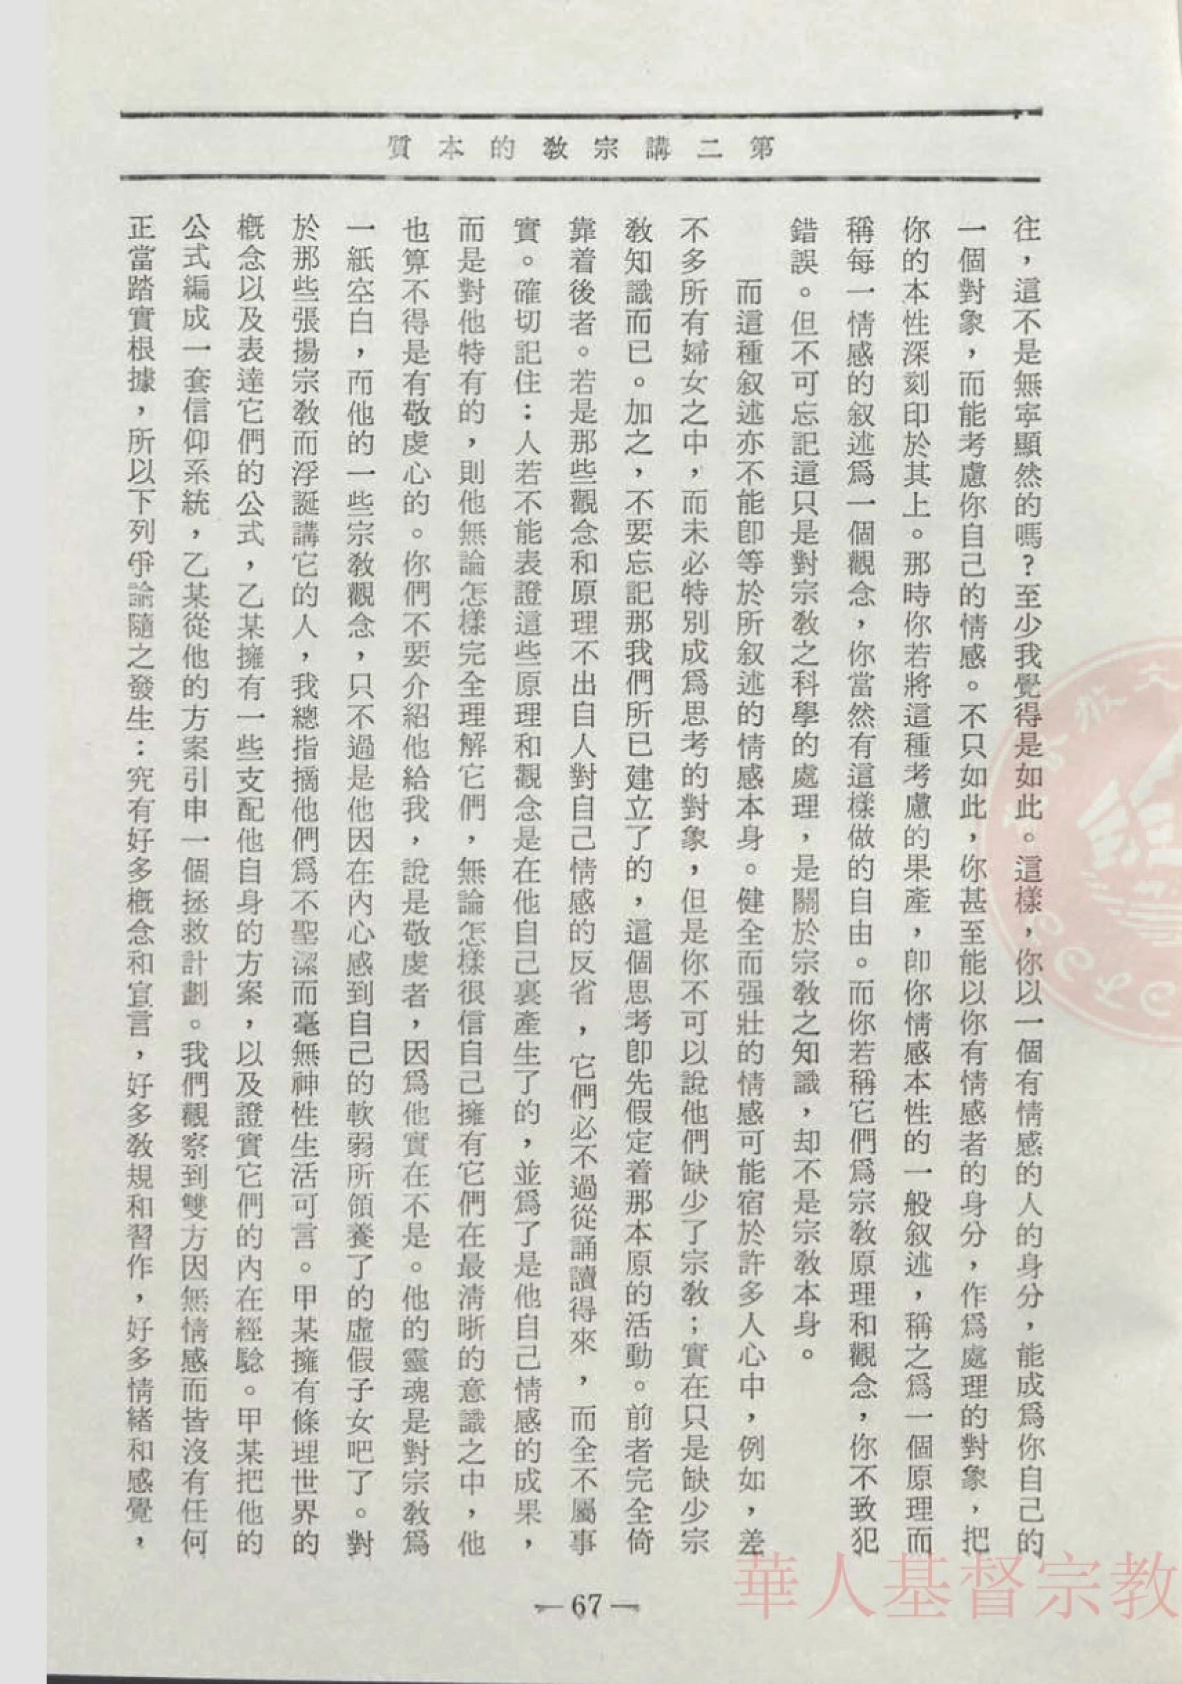 第二講宗教的本質
往，這不是無寧顯然的嗎？至少我覺得是如此。這樣，你以一個有情感的人的身分，能成爲你自己的
一個對象，而能考慮你自己的情感。不只如此，你甚至能以你有情感者的身分，作爲處理的對象，把
你的本性深刻印於其上。那時你若將這種考慮的果產，卽你情感本性的一般叙述，稱之爲一個原理而
稱每一情感的叙述爲一個觀念，你當然有這樣做的自由。而你若稱它們爲宗教原理和觀念，你不致犯
錯誤。但不可忘記這只是對宗教之科學的處理，是關於宗教之知識，却不是宗教本身。
而這種叙述亦不能卽等於所叙述的情感本身。健全而强壯的情感可能宿於許多人心中，例如，差
不多所有婦女之中，而未必特別成爲思考的對象，但是你不可以說他們缺少了宗教；實在只是缺少宗
教知識而已。加之，不要忘記那我們所已建立了的，這個思考卽先假定着那本原的活動。前者完全倚
靠着後者。若是那些觀念和原理不出自人對自己情感的反省，它們必不過從誦讀得來，而全不屬事
實。確切記住：人若不能表證這些原理和觀念是在他自己裏產生了的，並爲了是他自己情感的成果，
而是對他特有的，則他無論怎樣完全理解它們，無論怎樣很信自己擁有它們在最清晰的意識之中，他
也算不得是有敬虔心的。你們不要介紹他給我，說是敬虔者，因爲他實在不是。他的靈魂是對宗教爲
一紙空白，而他的一些宗教觀念，只不過是他因在內心感到自己的軟弱所領養了的虛假子女吧了。對
於那些張揚宗教而浮誕講它的人，我總指摘他們爲不聖潔而毫無神性生活可言。甲某擁有條理世界的
概念以及表達它們的公式，乙某擁有一些支配他自身的方案，以及證實它們的內在經驗。甲某把他的
公式編成一套信仰系統，乙某從他的方案引申一個拯救計劃。我們觀察到雙方因無情感而皆沒有任何
正當踏實根據，所以下列爭論隨之發生：究有好多概念和宣言，好多教規和習作，好多情緒和感覺，
—67—
華人基督宗教